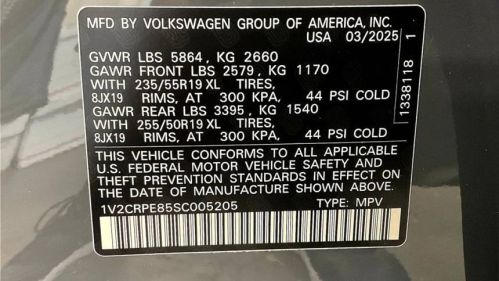 MFD BY VOLKSWAGEN GROUP OF AMERICA, INC.
USA 03/2025
GVWR LBS 5864, KG 2660
GAWR FRONT LBS 2579, KG 1170
WITH 235/55R19 XL TIRES,
8JX19 RIMS, AT 300 KPA, 44 PSI COLD
GAWR REAR LBS 3395, KG 1540
WITH 255/50R19 XL TIRES,
8JX19 RIMS, AT 300 KPA, 44 PSI COLD
THIS VEHICLE CONFORMS TO ALL APPLICABLE
U.S. FEDERAL MOTOR VEHICLE SAFETY AND
THEFT PREVENTION STANDARDS IN EFFECT ON
THE DATE OF MANUFACTURE SHOWN ABOVE.
1V2CRPE85SC005205 TYPE: MPV
1338118 1